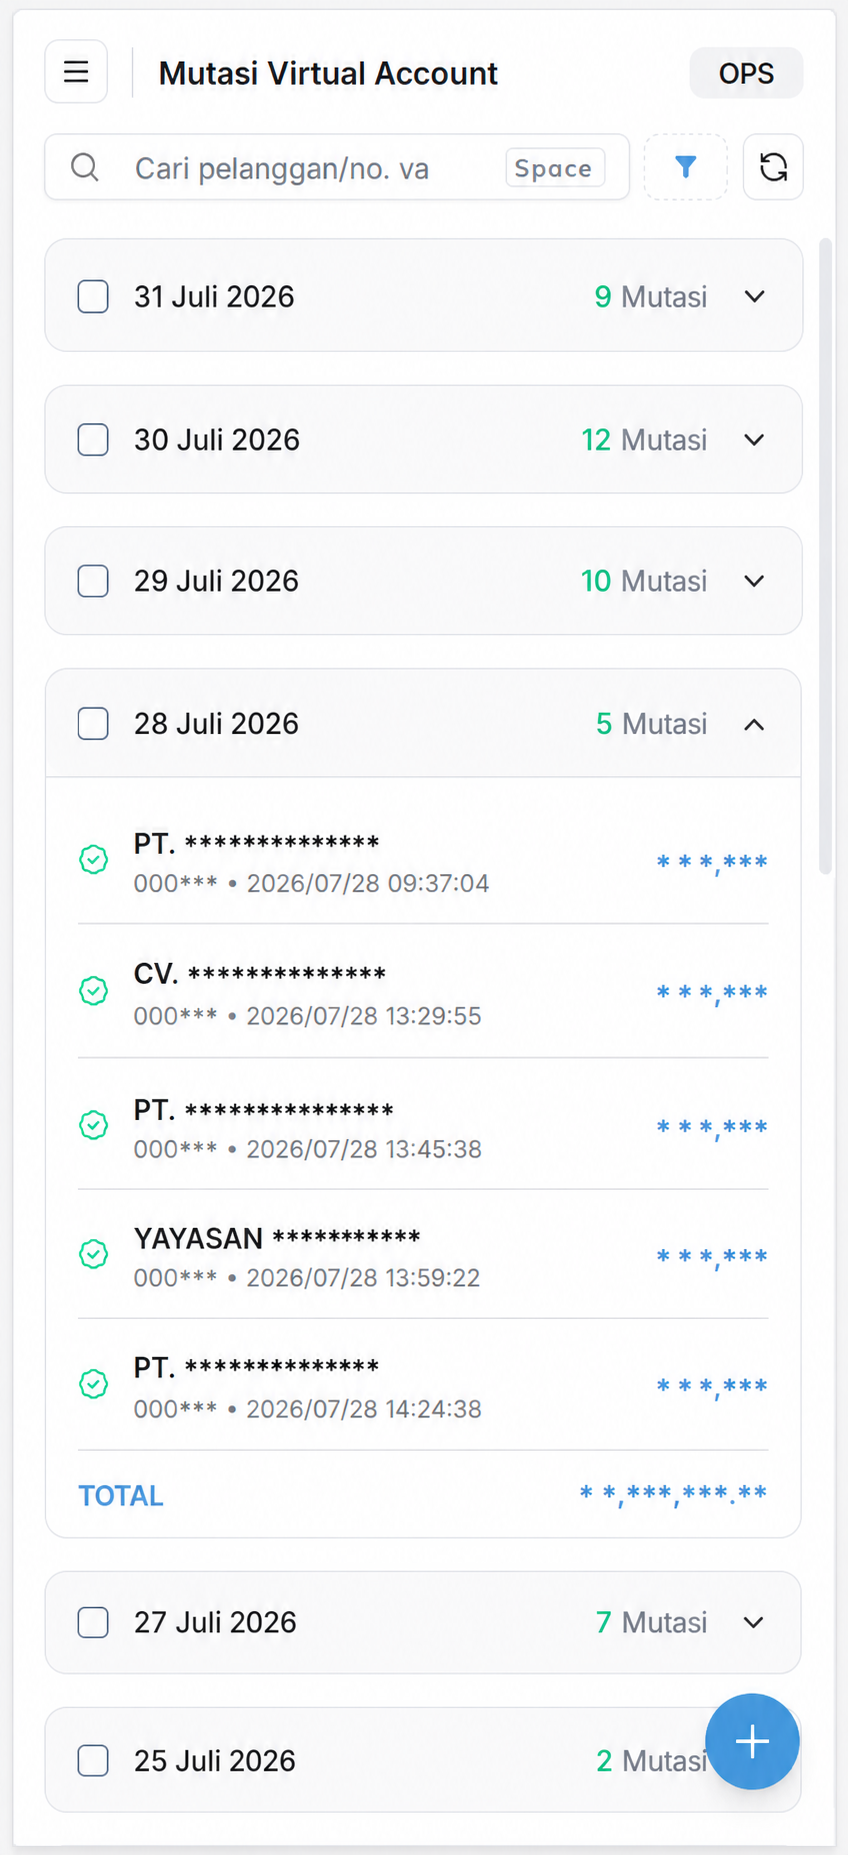 Mutasi Virtual Account OPS
Cari pelanggan/no. va Space
31 Juli 2026 9 Mutasi
30 Juli 2026 12 Mutasi
29 Juli 2026 10 Mutasi
28 Juli 2026 5 Mutasi
PT. **************
* * *,***
000*** • 2026/07/28 09:37:04
CV. **************
* * *,***
000*** • 2026/07/28 13:29:55
PT. ***************
* * *,***
000*** • 2026/07/28 13:45:38
YAYASAN ***********
* * *,***
000*** • 2026/07/28 13:59:22
PT. **************
* * *,***
000*** • 2026/07/28 14:24:38
TOTAL * *,***,***.**
27 Juli 2026 7 Mutasi
25 Juli 2026 2 Mutasi